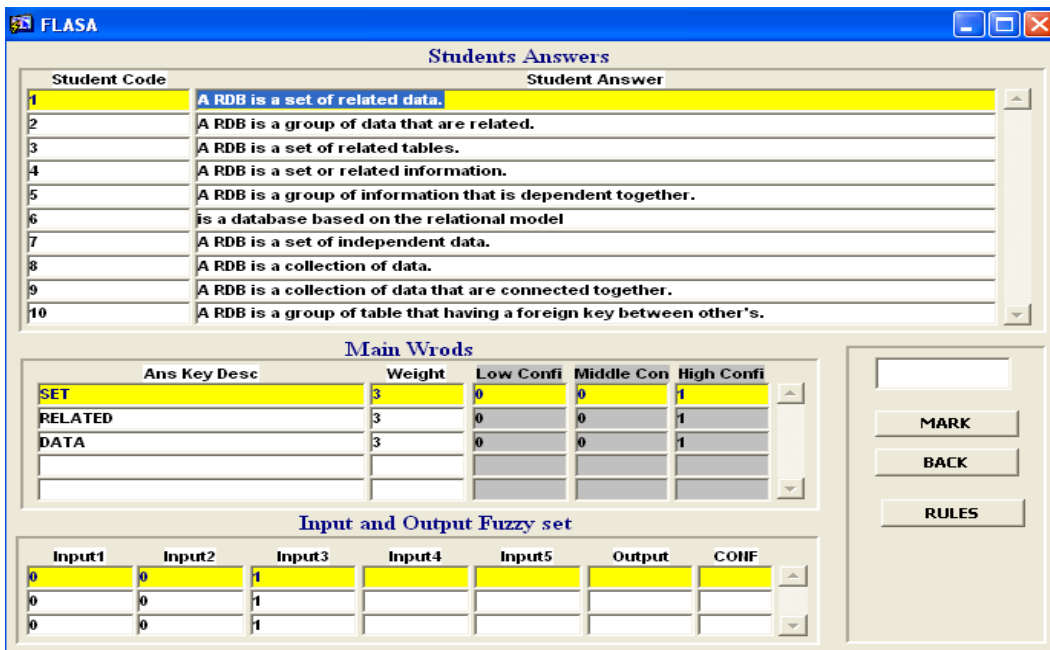 FLASA
Students Answers
Student Code Student Answer
1 A RDB is a set of related data.
2 A RDB is a group of data that are related.
3 A RDB is a set of related tables.
4 A RDB is a set or related information.
5 A RDB is a group of information that is dependent together.
6 is a database based on the relational model
7 A RDB is a set of independent data.
8 A RDB is a collection of data.
9 A RDB is a collection of data that are connected together.
10 A RDB is a group of table that having a foreign key between other's.
Main Wrods
Ans Key Desc Weight Low Confi Middle Con High Confi
SET 3 0 0 1
RELATED 3 0 0 1
DATA 3 0 0 1
MARK
BACK
RULES
Input and Output Fuzzy set
Input1 Input2 Input3 Input4 Input5 Output CONF
0 0 1
0 0 1
0 0 1